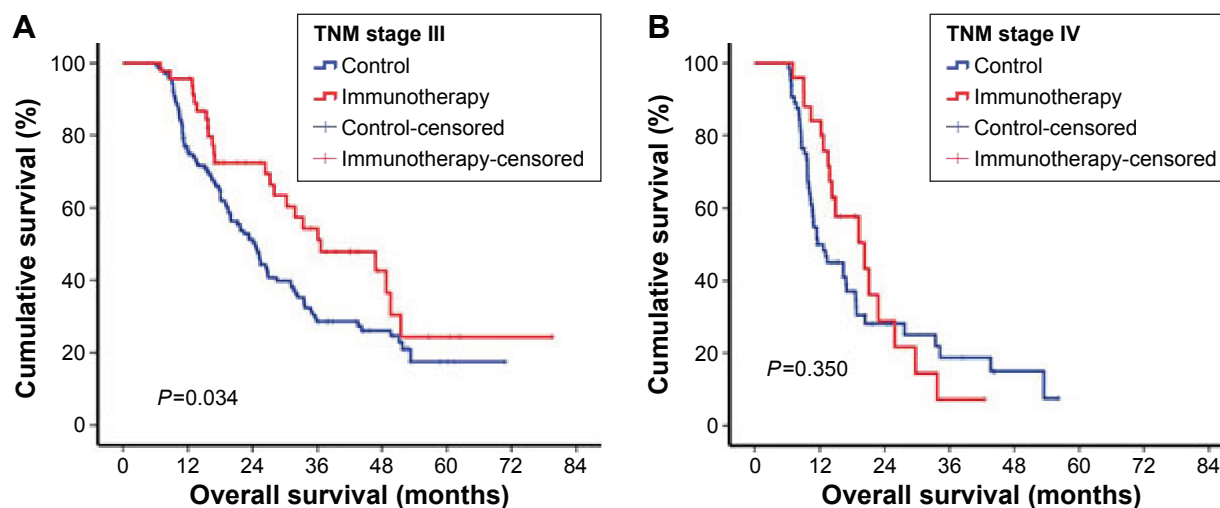 A
TNM stage III
Control
Immunotherapy
Control-censored
Immunotherapy-censored
Cumulative survival (%)
100
80
60
40
20
0
P=0.034
0 12 24 36 48 60 72 84
Overall survival (months)
B
TNM stage IV
Control
Immunotherapy
Control-censored
Immunotherapy-censored
Cumulative survival (%)
100
80
60
40
20
0
P=0.350
0 12 24 36 48 60 72 84
Overall survival (months)